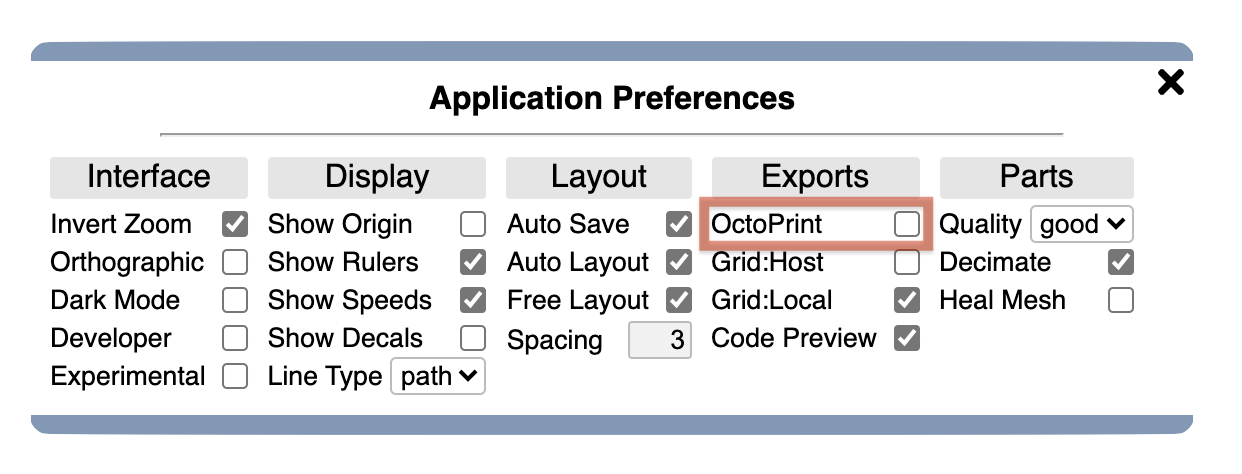 Application Preferences
Interface Display Layout Exports Parts
Invert Zoom Show Origin Auto Save OctoPrint Quality good
Orthographic Show Rulers Auto Layout Grid:Host Decimate
Dark Mode Show Speeds Free Layout Grid:Local Heal Mesh
Developer Show Decals Spacing 3 Code Preview
Experimental Line Type path